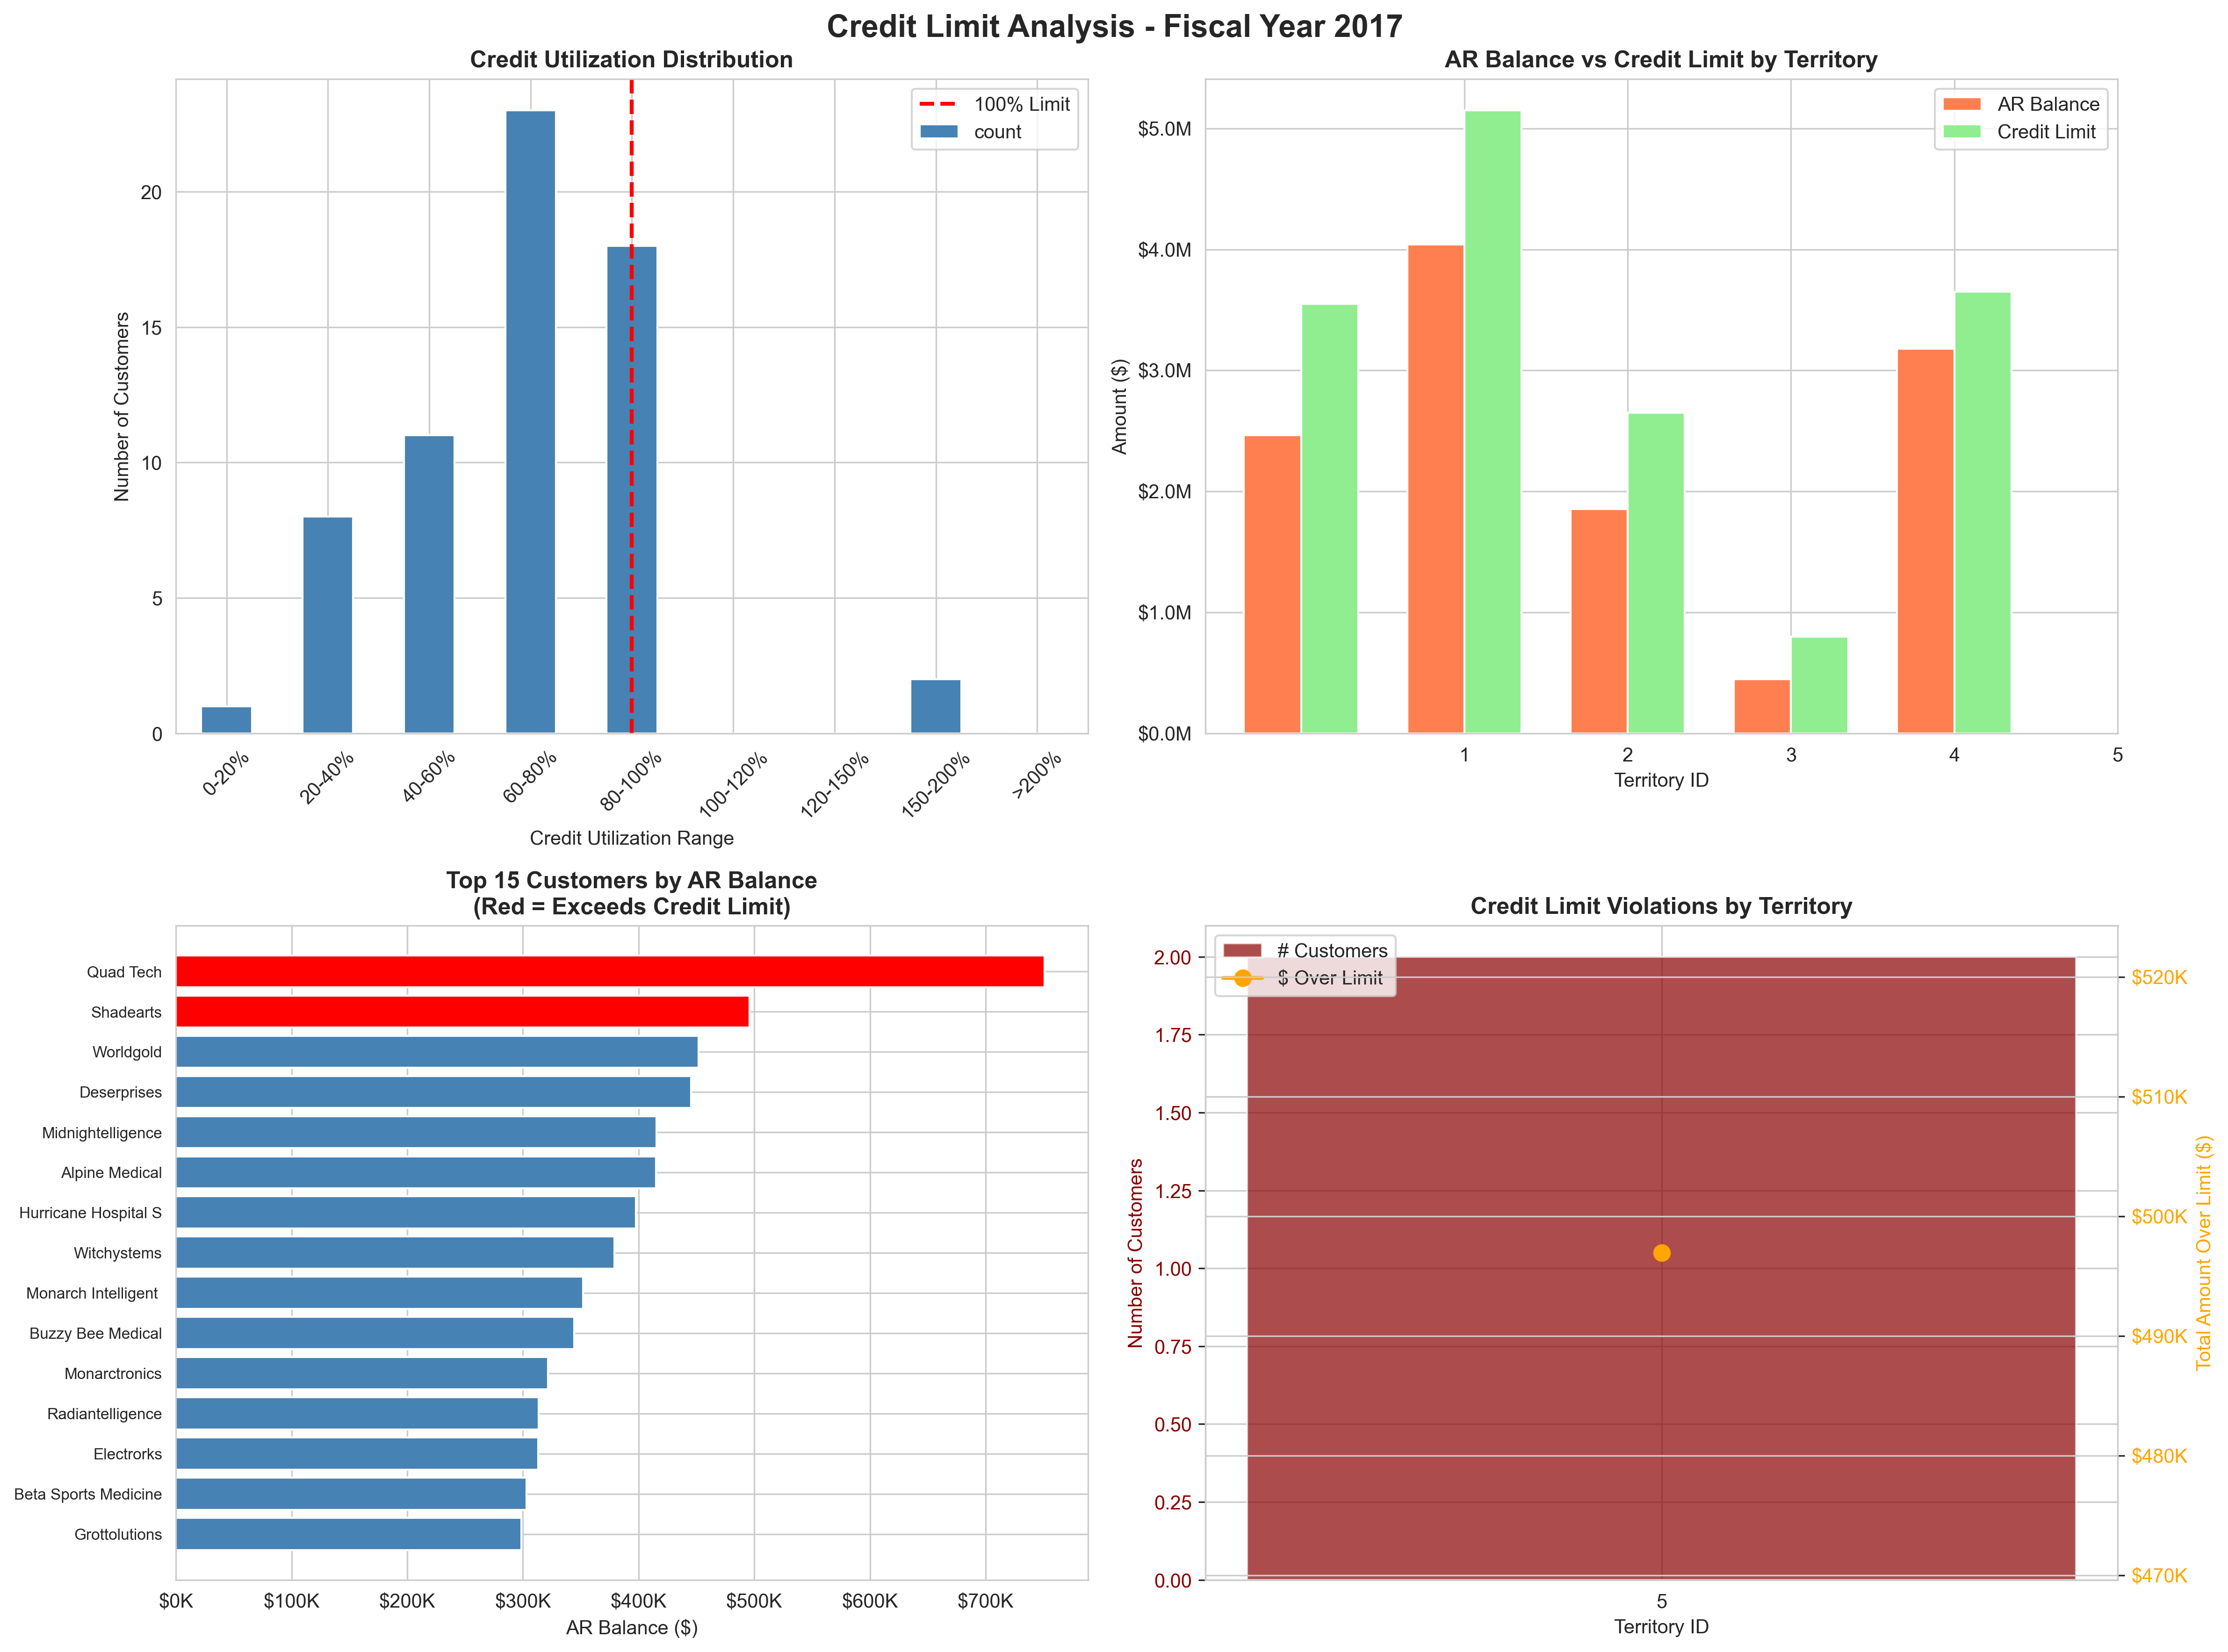 Credit Limit Analysis - Fiscal Year 2017
Credit Utilization Distribution
100% Limit
count
Number of Customers
20
15
10
5
0
0-20%
20-40%
40-60%
60-80%
80-100%
100-120%
120-150%
150-200%
>200%
Credit Utilization Range
AR Balance vs Credit Limit by Territory
AR Balance
Credit Limit
Amount ($)
$5.0M
$4.0M
$3.0M
$2.0M
$1.0M
$0.0M
1
2
3
4
5
Territory ID
Top 15 Customers by AR Balance
(Red = Exceeds Credit Limit)
Quad Tech
Shadearts
Worldgold
Deserprises
Midnightelligence
Alpine Medical
Hurricane Hospital S
Witchystems
Monarch Intelligent
Buzzy Bee Medical
Monarctronics
Radiantelligence
Electrorks
Beta Sports Medicine
Grottolutions
$0K
$100K
$200K
$300K
$400K
$500K
$600K
$700K
AR Balance ($)
Credit Limit Violations by Territory
# Customers
$ Over Limit
Number of Customers
2.00
1.75
1.50
1.25
1.00
0.75
0.50
0.25
0.00
5
Territory ID
$520K
$510K
$500K
$490K
$480K
$470K
Total Amount Over Limit ($)